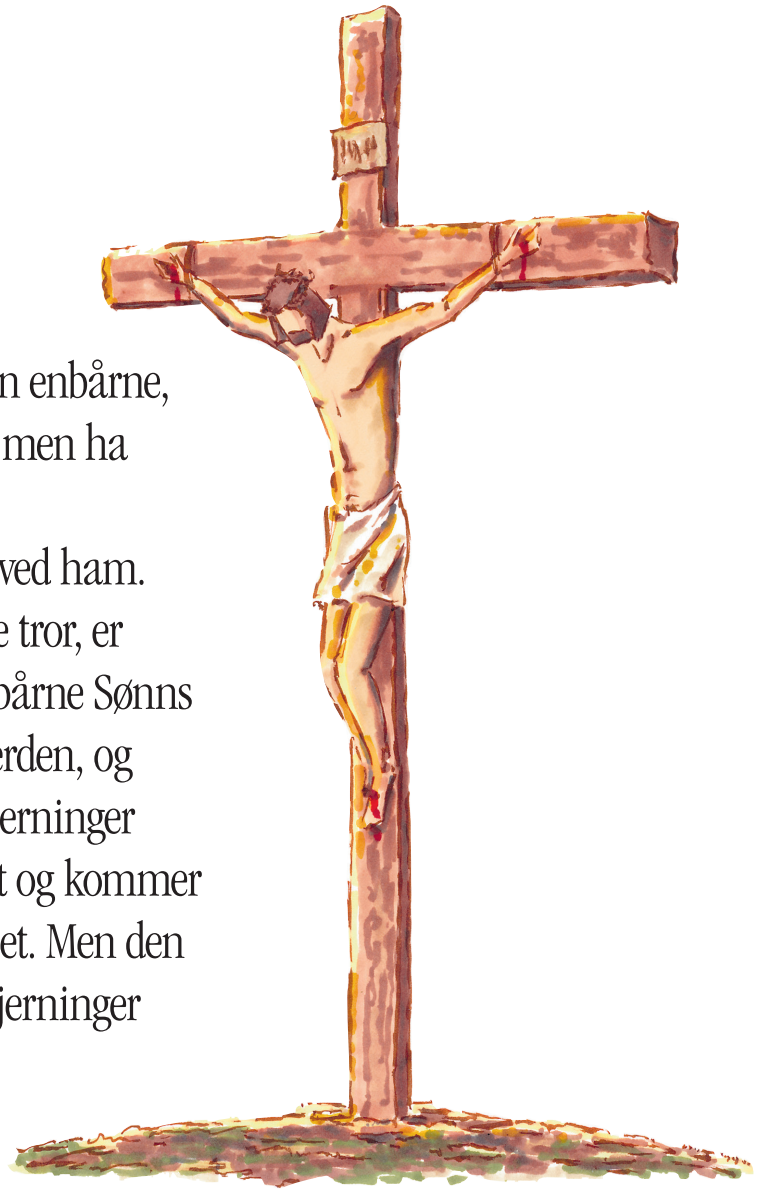 n enbårne,
men ha
ved ham.
e tror, er
bårne Sønns
erden, og
erninger
t og kommer
et. Men den
jerninger